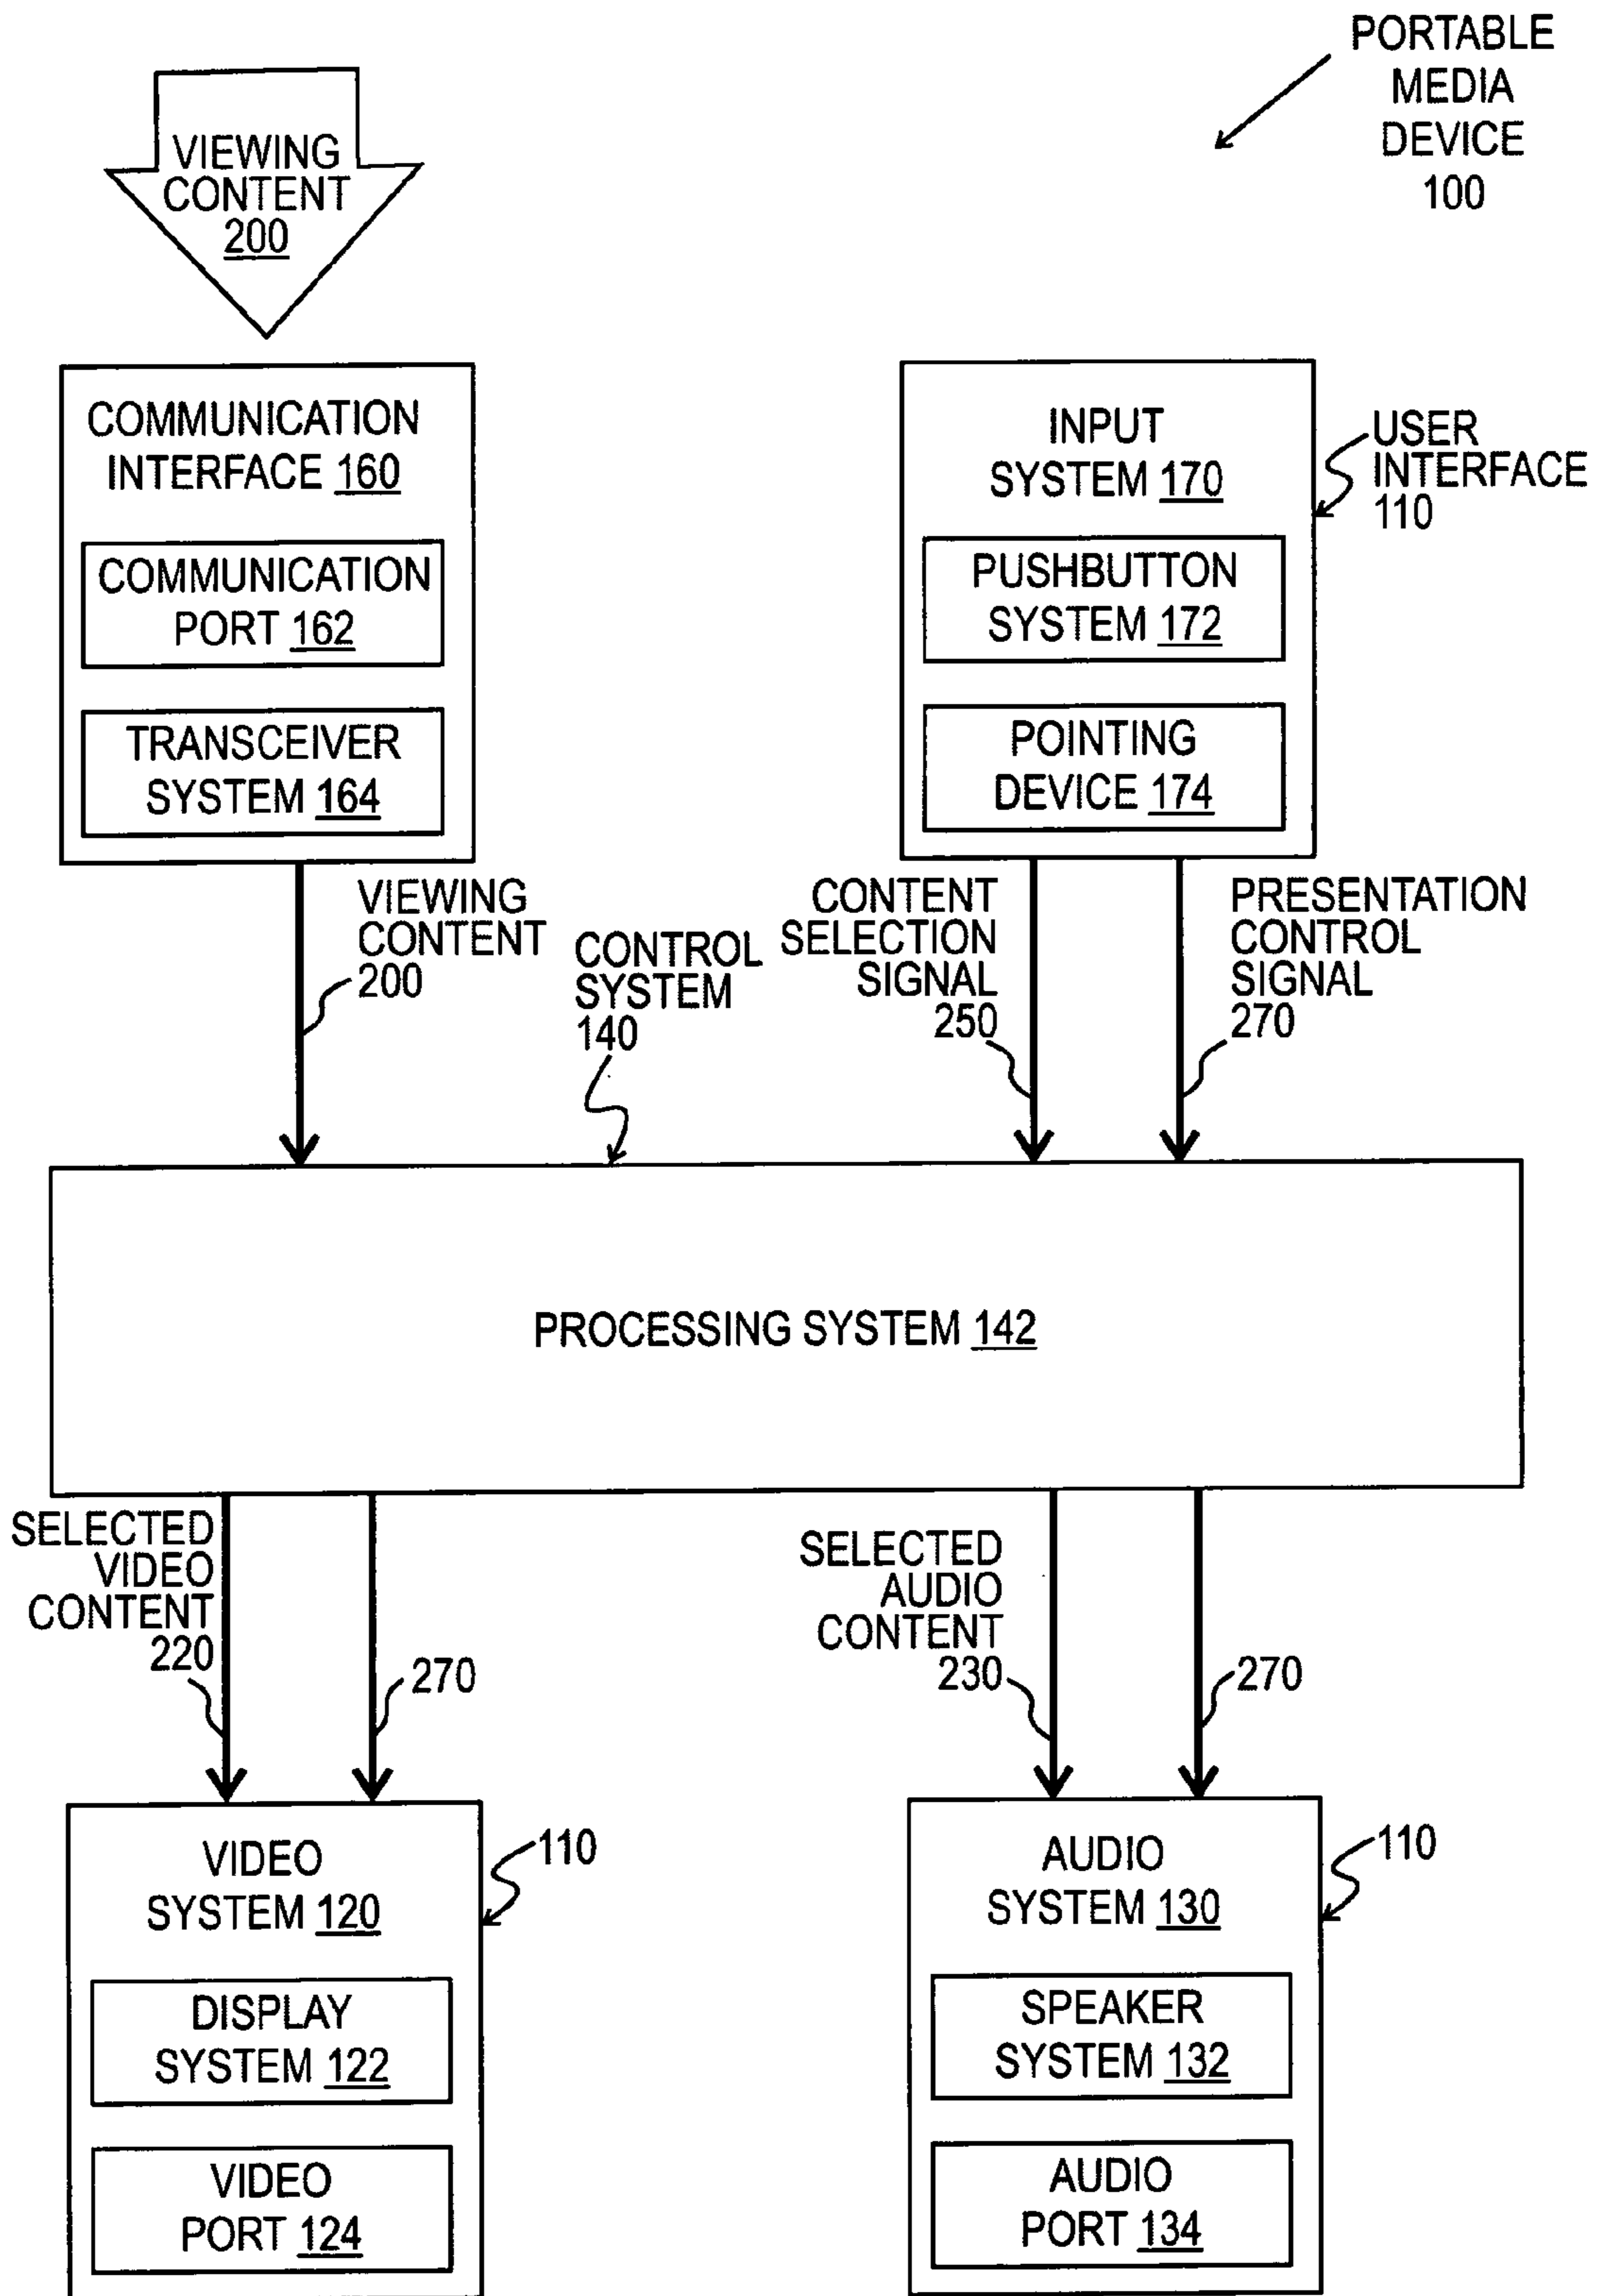 PORTABLE
MEDIA
DEVICE
100
VIEWING
CONTENT
200
COMMUNICATION
INTERFACE 160
COMMUNICATION
PORT 162
TRANSCEIVER
SYSTEM 164
INPUT
SYSTEM 170
PUSHBUTTON
SYSTEM 172
POINTING
DEVICE 174
USER
INTERFACE
110
VIEWING
CONTENT
200
CONTROL
SYSTEM
140
CONTENT
SELECTION
SIGNAL
250
PRESENTATION
CONTROL
SIGNAL
270
PROCESSING SYSTEM 142
SELECTED
VIDEO
CONTENT
220
270
SELECTED
AUDIO
CONTENT
230
270
VIDEO
SYSTEM 120
DISPLAY
SYSTEM 122
VIDEO
PORT 124
110
AUDIO
SYSTEM 130
SPEAKER
SYSTEM 132
AUDIO
PORT 134
110